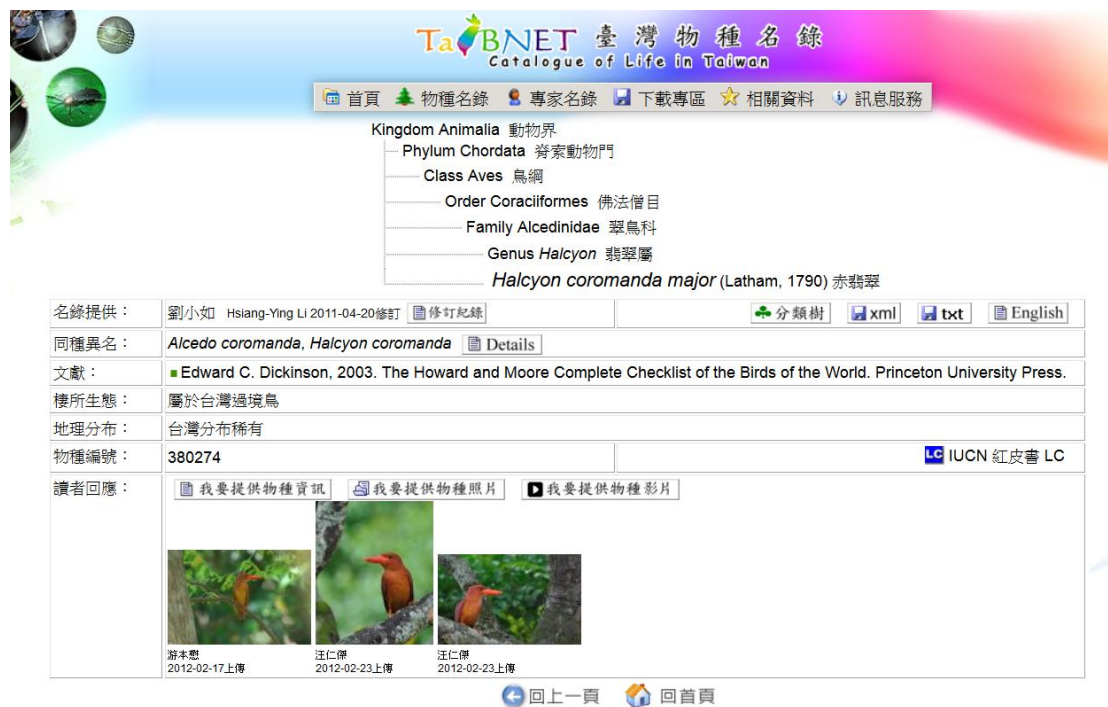 TaiBNET 臺灣物種名錄
Catalogue of Life in Taiwan
首頁 物種名錄 專家名錄 下載專區 相關資料 訊息服務
Kingdom Animalia 動物界
Phylum Chordata 脊索動物門
Class Aves 鳥綱
Order Coraciiformes 佛法僧目
Family Alcedinidae 翠鳥科
Genus Halcyon 翡翠屬
Halcyon coromanda major (Latham, 1790) 赤翡翠
名錄提供： 劉小如 Hsiang-Ying Li 2011-04-20修訂 修訂紀錄 分類樹 xml txt English
同種異名： Alcedo coromanda, Halcyon coromanda Details
文獻： Edward C. Dickinson, 2003. The Howard and Moore Complete Checklist of the Birds of the World. Princeton University Press.
棲所生態： 屬於台灣過境鳥
地理分布： 台灣分布稀有
物種編號： 380274 LC IUCN 紅皮書 LC
讀者回應： 我要提供物種資訊 我要提供物種照片 我要提供物種影片
游本 汪仁傑 汪仁傑
2012-02-17上傳 2012-02-23上傳 2012-02-23上傳
回上一頁 回首頁